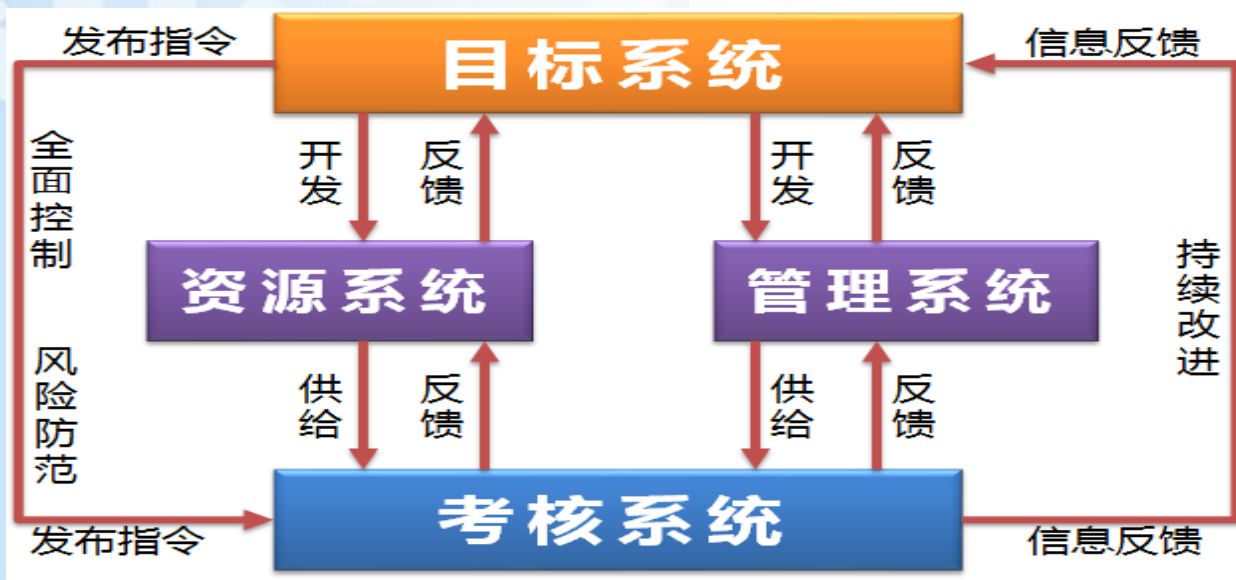 发布指令
目标系统
信息反馈
全面控制
开发
反馈
开发
反馈
资源系统
管理系统
持续改进
风险防范
供给
反馈
供给
反馈
考核系统
发布指令
信息反馈